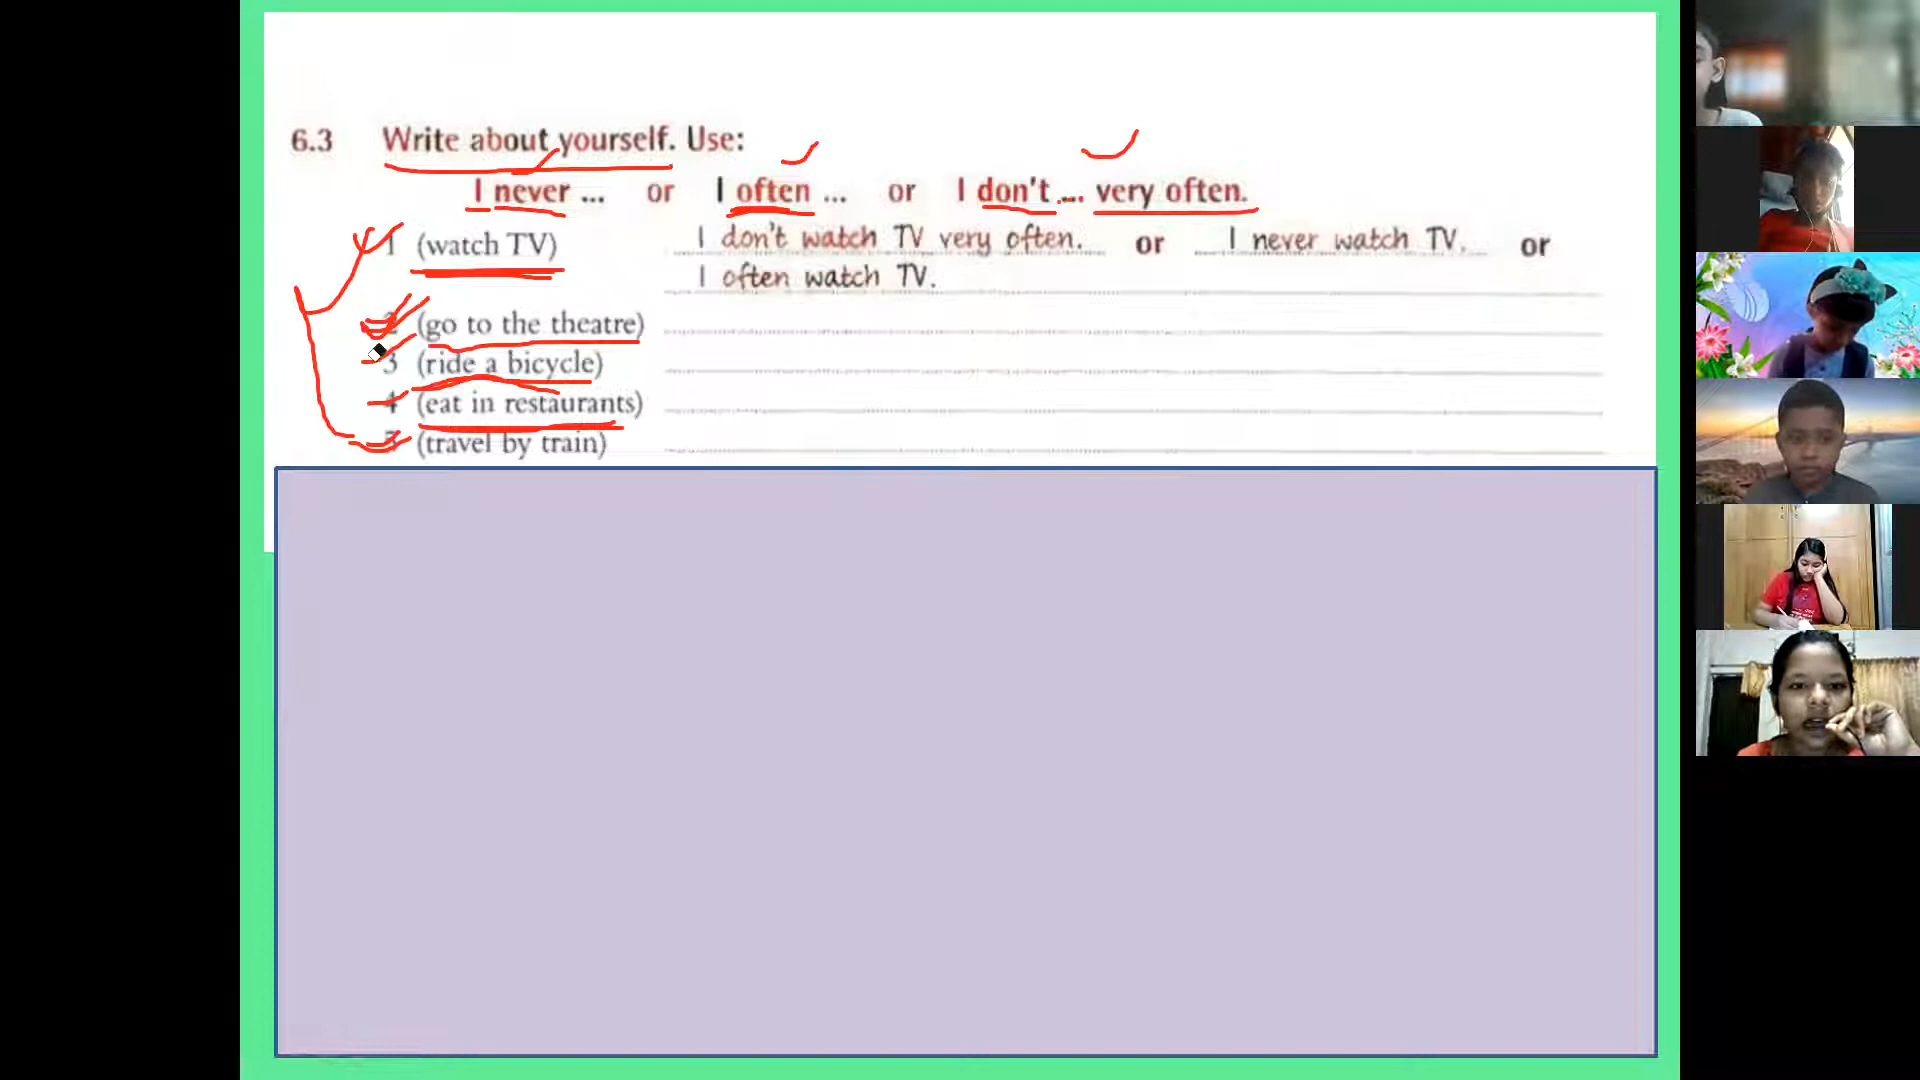 6.3 Write about yourself. Use:
I never ... or I often ... or I don't ... very often.
1 (watch TV) I don't watch TV very often. or I never watch TV. or
I often watch TV.
2 (go to the theatre)
3 (ride a bicycle)
4 (eat in restaurants)
5 (travel by train)